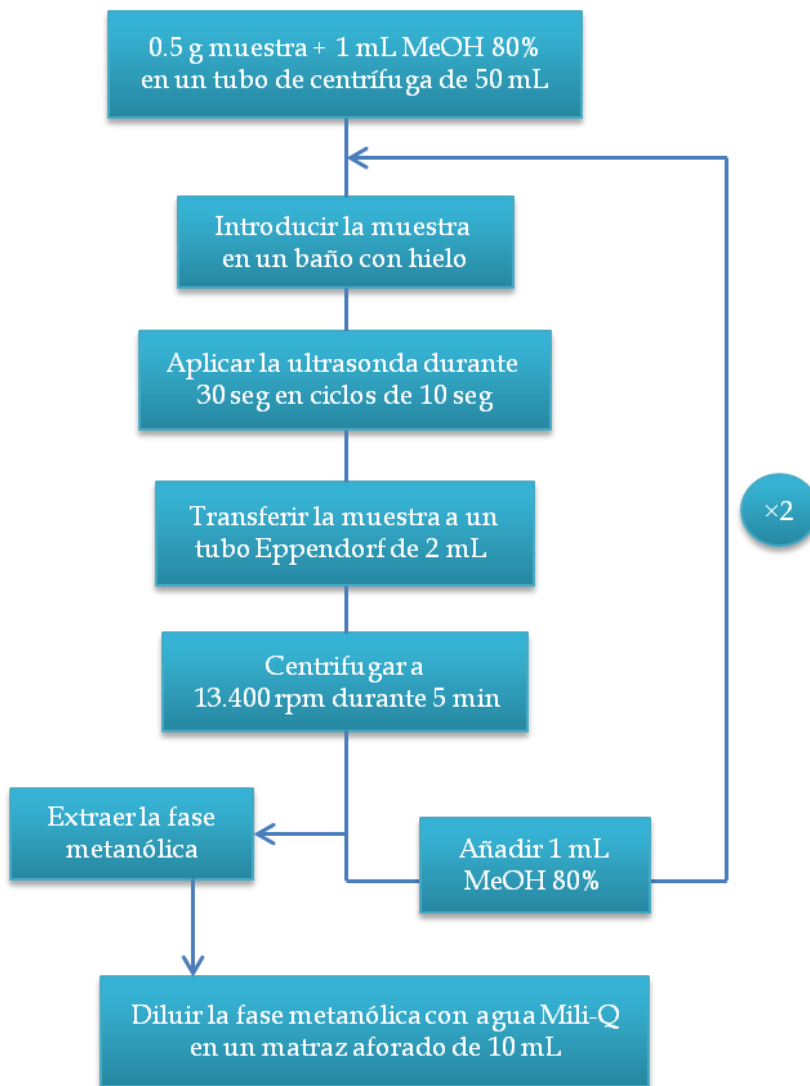 0.5 g muestra + 1 mL MeOH 80%
en un tubo de centrífuga de 50 mL
Introducir la muestra
en un baño con hielo
Aplicar la ultrasonda durante
30 seg en ciclos de 10 seg
Transferir la muestra a un
tubo Eppendorf de 2 mL
×2
Centrifugar a
13.400 rpm durante 5 min
Extraer la fase
metanólica
Añadir 1 mL
MeOH 80%
Diluir la fase metanólica con agua Mili-Q
en un matraz aforado de 10 mL